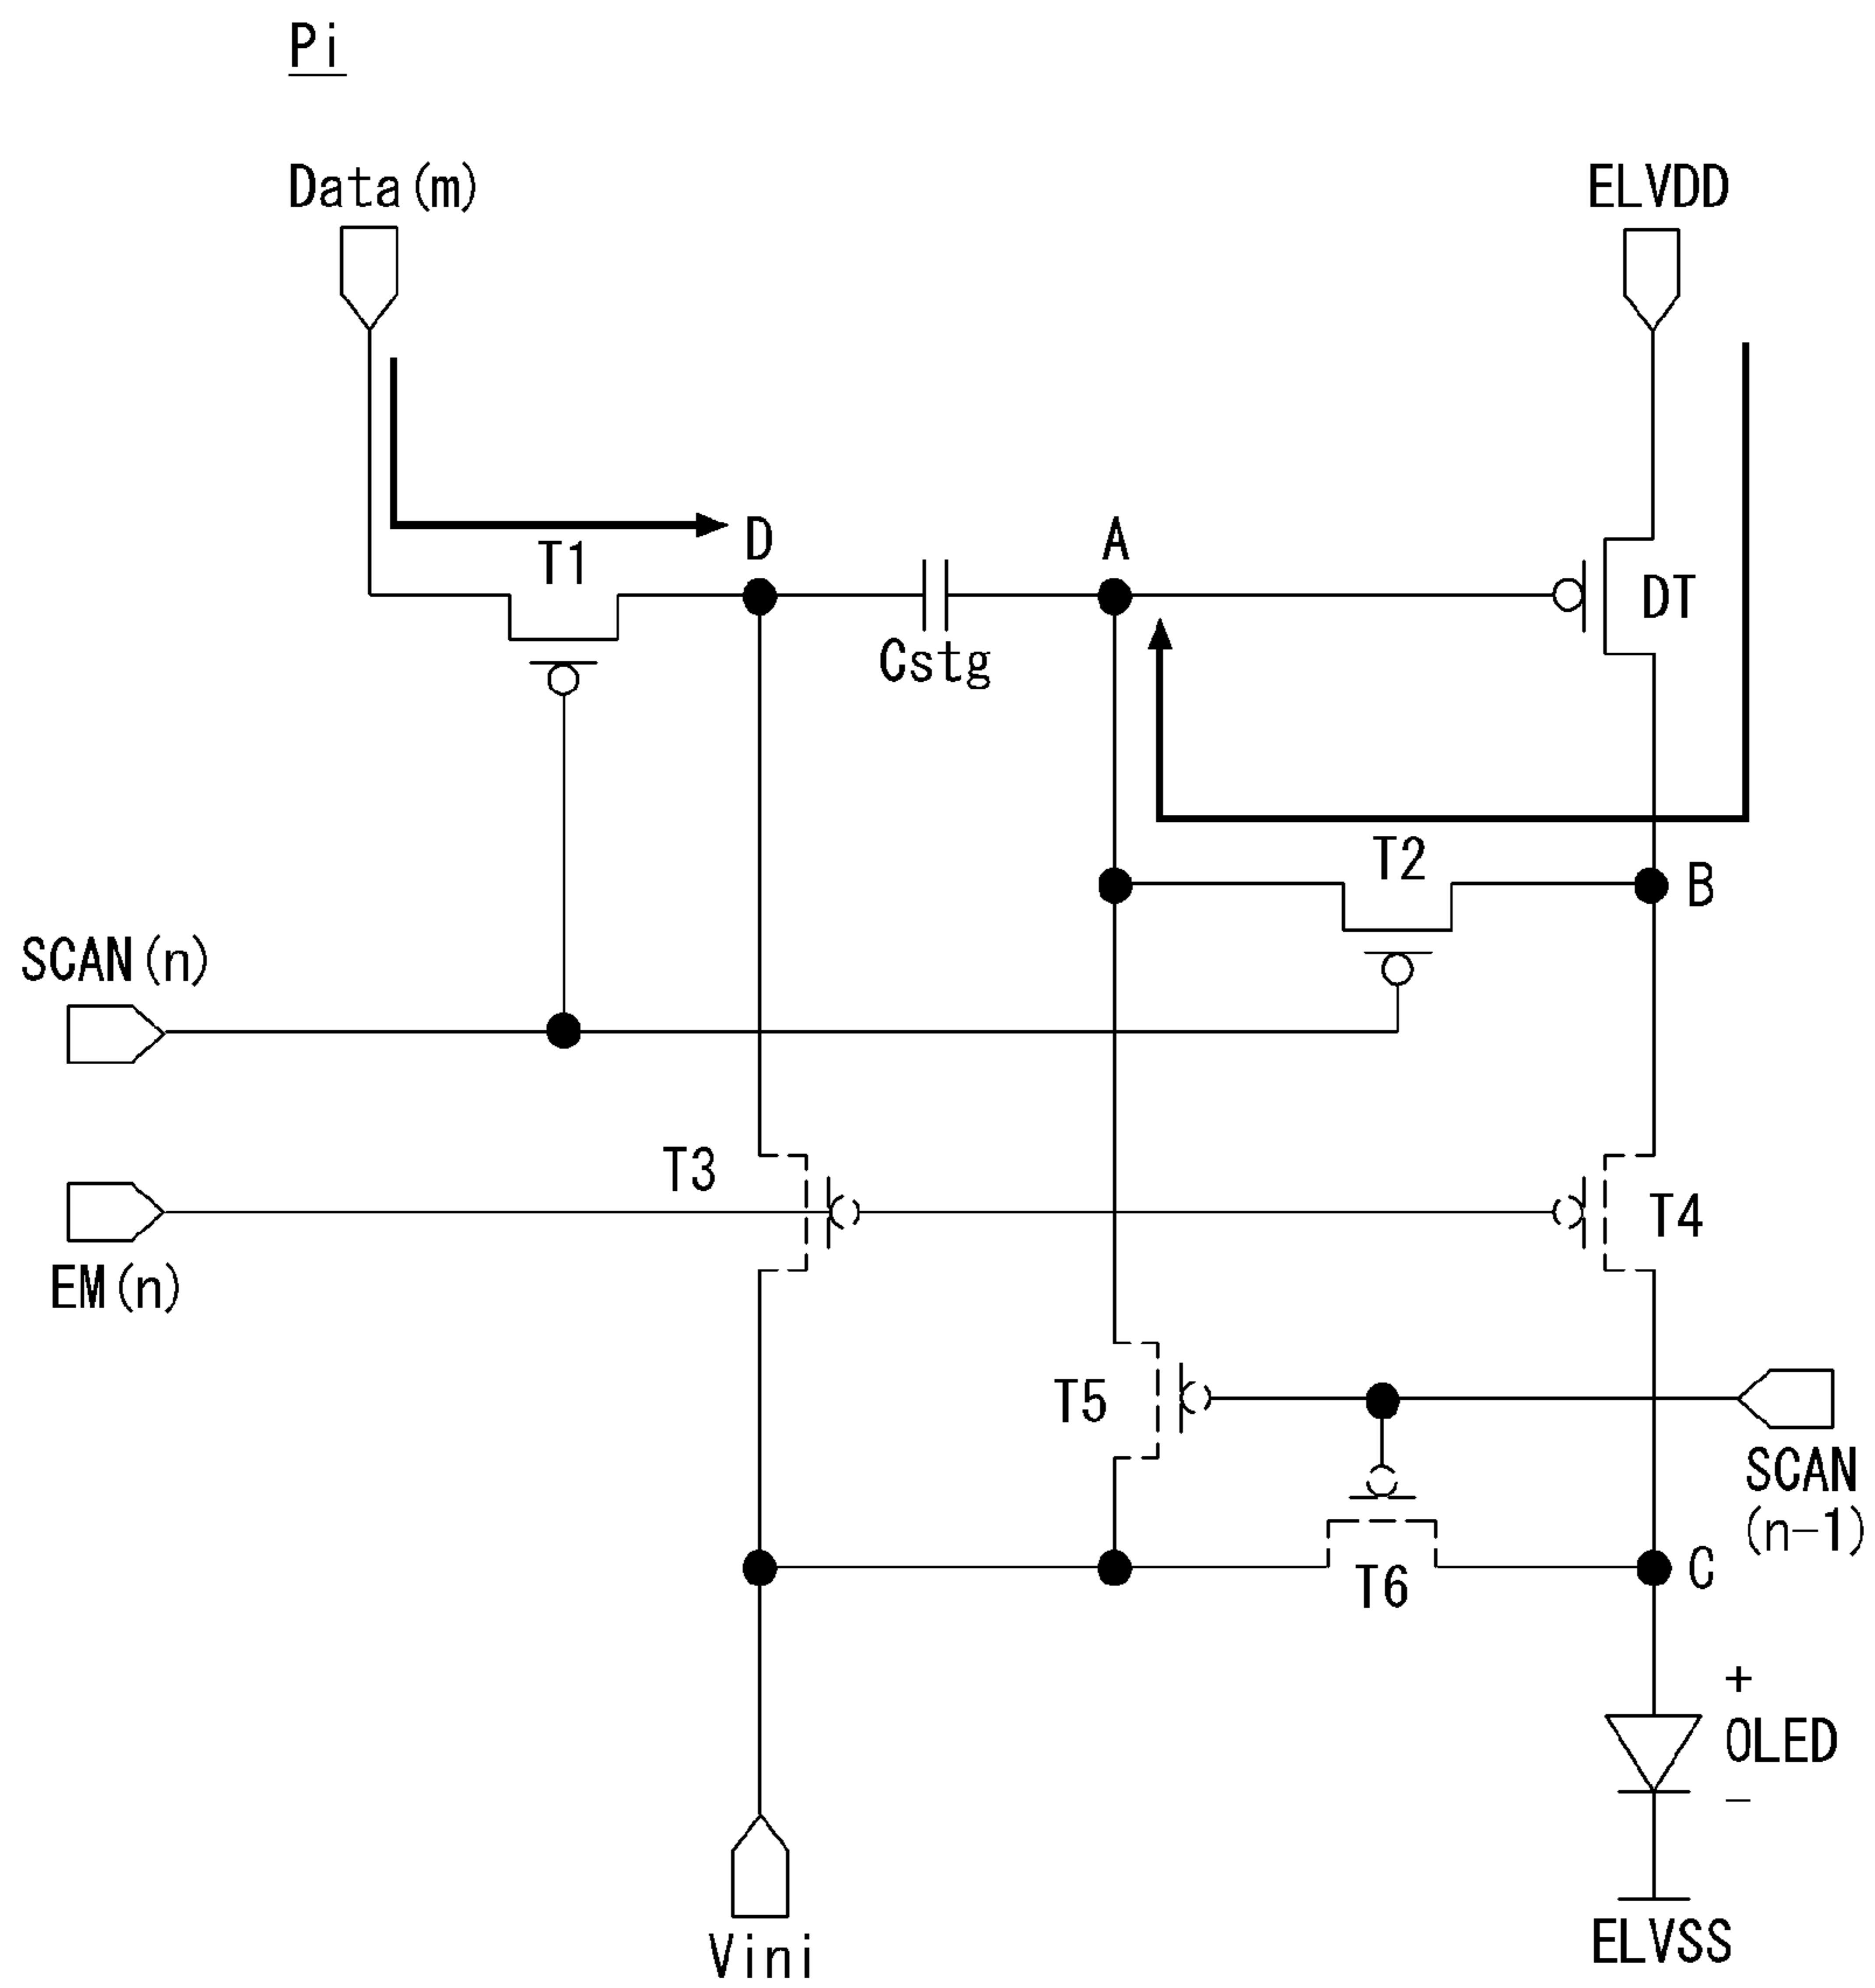 Pi
Data(m)
ELVDD
T1
D
A
DT
Cstg
T2
B
SCAN(n)
T3
T4
EM(n)
T5
SCAN
(n-1)
T6
C
+
OLED
-
Vini
ELVSS